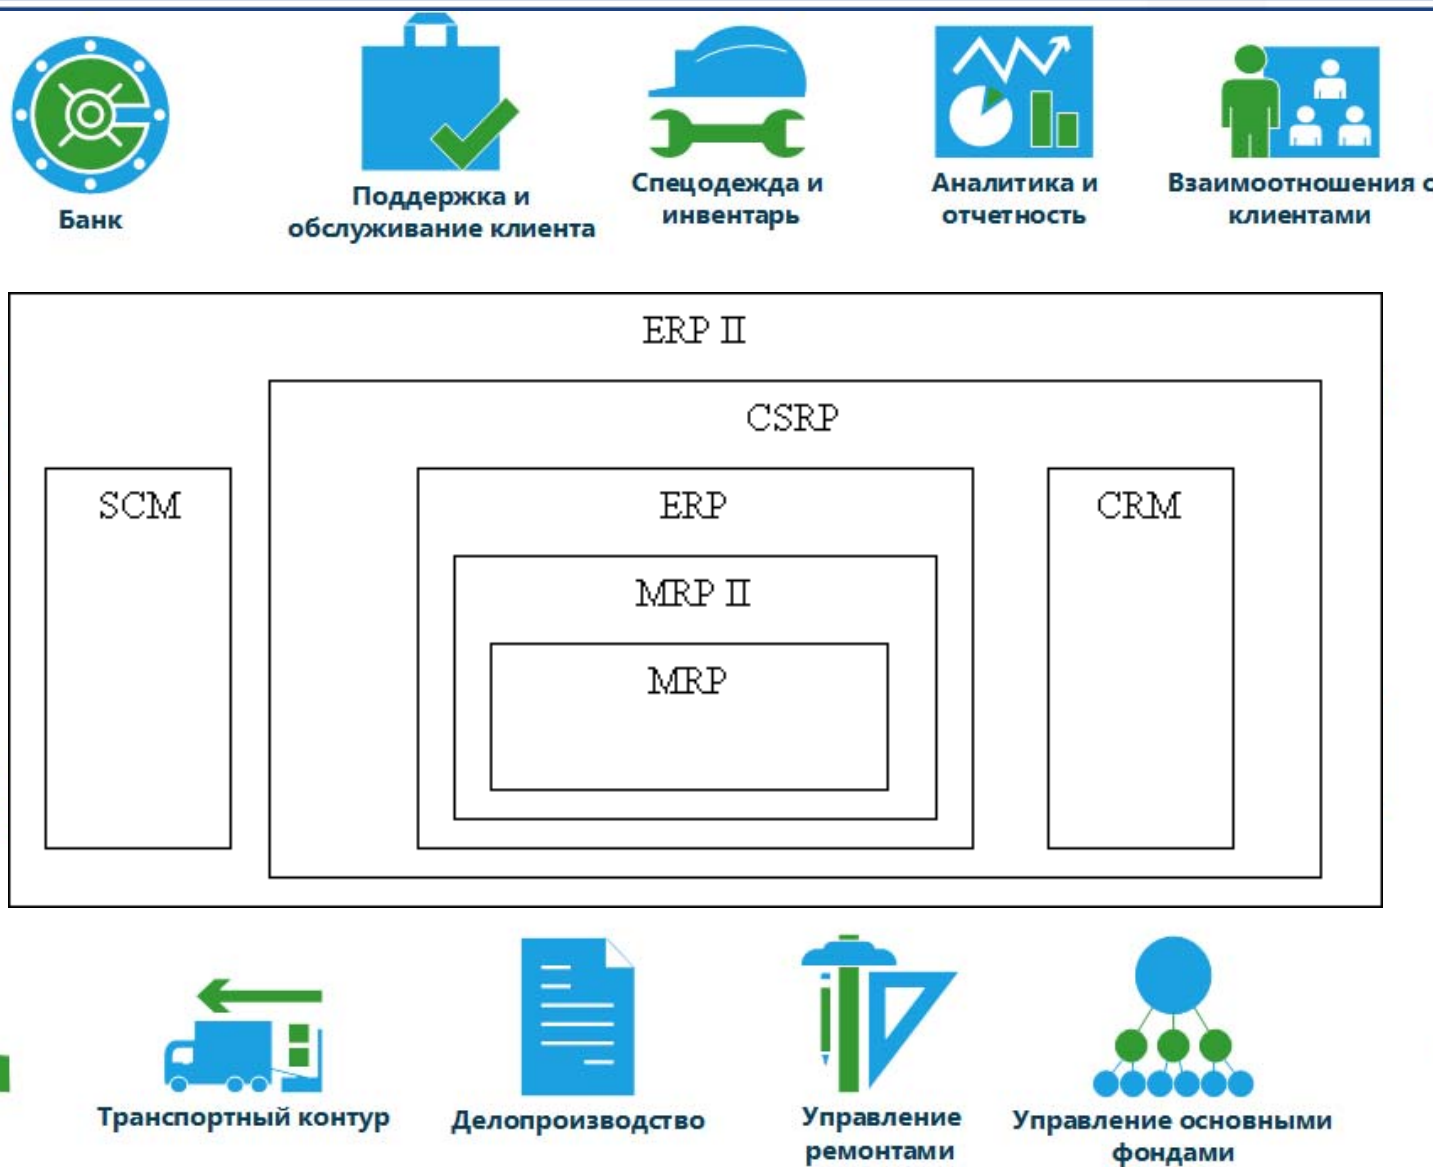 Банк
Поддержка и
обслуживание клиента
Спецодежда и
инвентарь
Аналитика и
отчетность
Взаимоотношения с
клиентами
ERP II
CSRP
SCM
ERP
CRM
MRP II
MRP
Транспортный контур
Делопроизводство
Управление
ремонтами
Управление основными
фондами